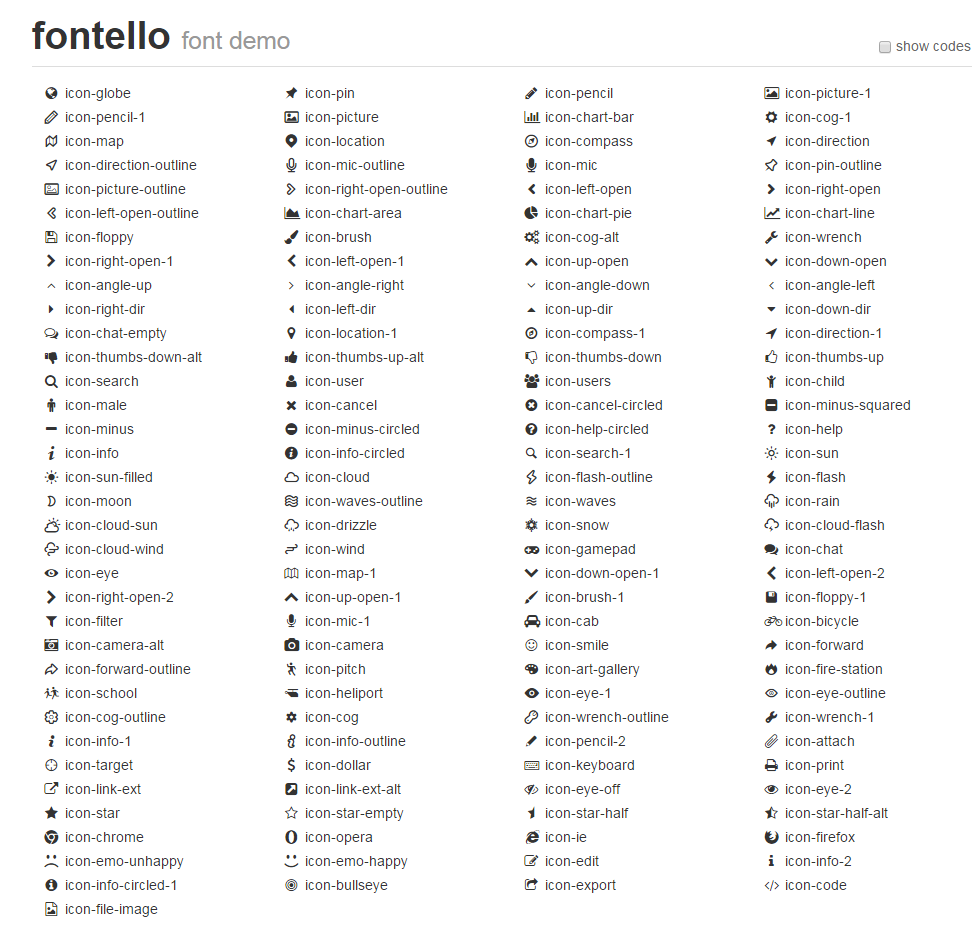 fontello font demo
show codes
icon-globe icon-pin icon-pencil icon-picture-1
icon-pencil-1 icon-picture icon-chart-bar icon-cog-1
icon-map icon-location icon-compass icon-direction
icon-direction-outline icon-mic-outline icon-mic icon-pin-outline
icon-picture-outline icon-right-open-outline icon-left-open icon-right-open
icon-left-open-outline icon-chart-area icon-chart-pie icon-chart-line
icon-floppy icon-brush icon-cog-alt icon-wrench
icon-right-open-1 icon-left-open-1 icon-up-open icon-down-open
icon-angle-up icon-angle-right icon-angle-down icon-angle-left
icon-right-dir icon-left-dir icon-up-dir icon-down-dir
icon-chat-empty icon-location-1 icon-compass-1 icon-direction-1
icon-thumbs-down-alt icon-thumbs-up-alt icon-thumbs-down icon-thumbs-up
icon-search icon-user icon-users icon-child
icon-male icon-cancel icon-cancel-circled icon-minus-squared
icon-minus icon-minus-circled icon-help-circled icon-help
icon-info icon-info-circled icon-search-1 icon-sun
icon-sun-filled icon-cloud icon-flash-outline icon-flash
icon-moon icon-waves-outline icon-waves icon-rain
icon-cloud-sun icon-drizzle icon-snow icon-cloud-flash
icon-cloud-wind icon-wind icon-gamepad icon-chat
icon-eye icon-map-1 icon-down-open-1 icon-left-open-2
icon-right-open-2 icon-up-open-1 icon-brush-1 icon-floppy-1
icon-filter icon-mic-1 icon-cab icon-bicycle
icon-camera-alt icon-camera icon-smile icon-forward
icon-forward-outline icon-pitch icon-art-gallery icon-fire-station
icon-school icon-heliport icon-eye-1 icon-eye-outline
icon-cog-outline icon-cog icon-wrench-outline icon-wrench-1
icon-info-1 icon-info-outline icon-pencil-2 icon-attach
icon-target icon-dollar icon-keyboard icon-print
icon-link-ext icon-link-ext-alt icon-eye-off icon-eye-2
icon-star icon-star-empty icon-star-half icon-star-half-alt
icon-chrome icon-opera icon-ie icon-firefox
icon-emo-unhappy icon-emo-happy icon-edit icon-info-2
icon-info-circled-1 icon-bullseye icon-export icon-code
icon-file-image